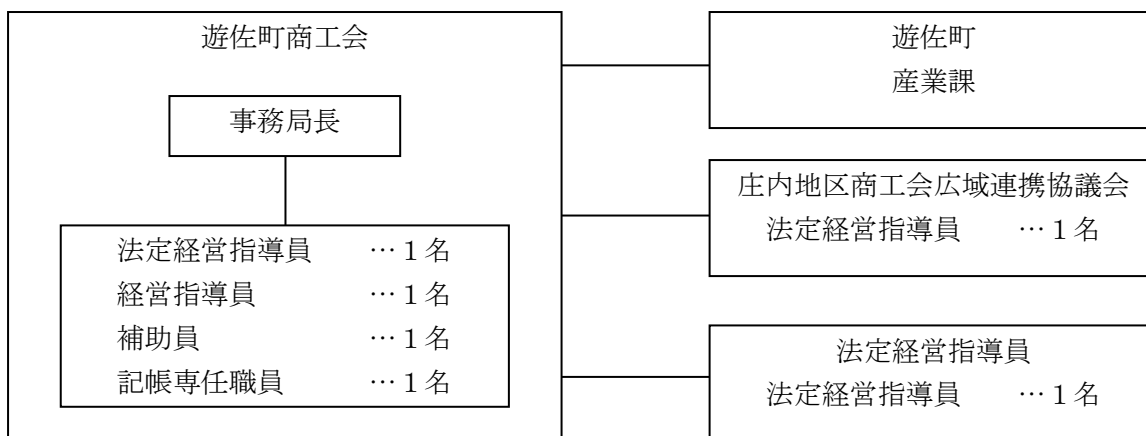 遊佐町商工会
事務局長
法定経営指導員 …１名
経営指導員 …１名
補助員 …１名
記帳専任職員 …１名
遊佐町
産業課
庄内地区商工会広域連携協議会
法定経営指導員 …１名
法定経営指導員
法定経営指導員 …１名